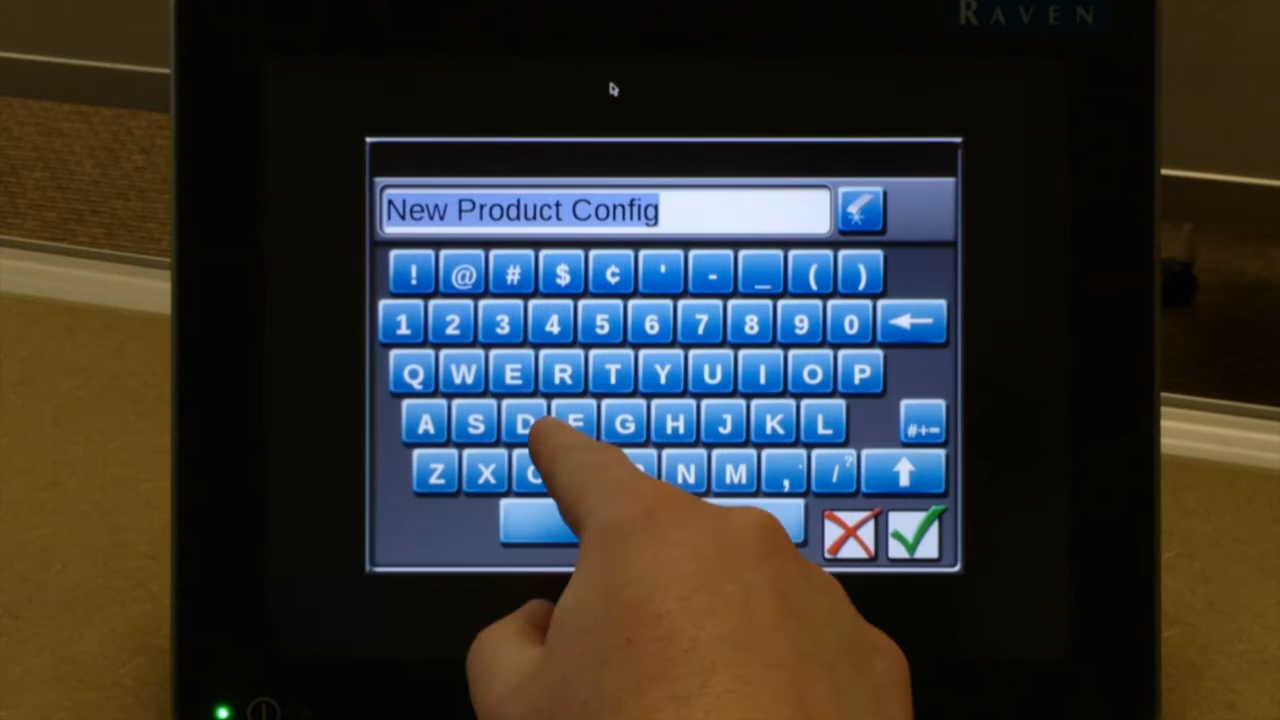 RAVEN
New Product Config
! @ # $ ¢ ' - _ ( )
1 2 3 4 5 6 7 8 9 0
Q W E R T Y U I O P
A S D F G H J K L #+=
Z X C N M , / ?